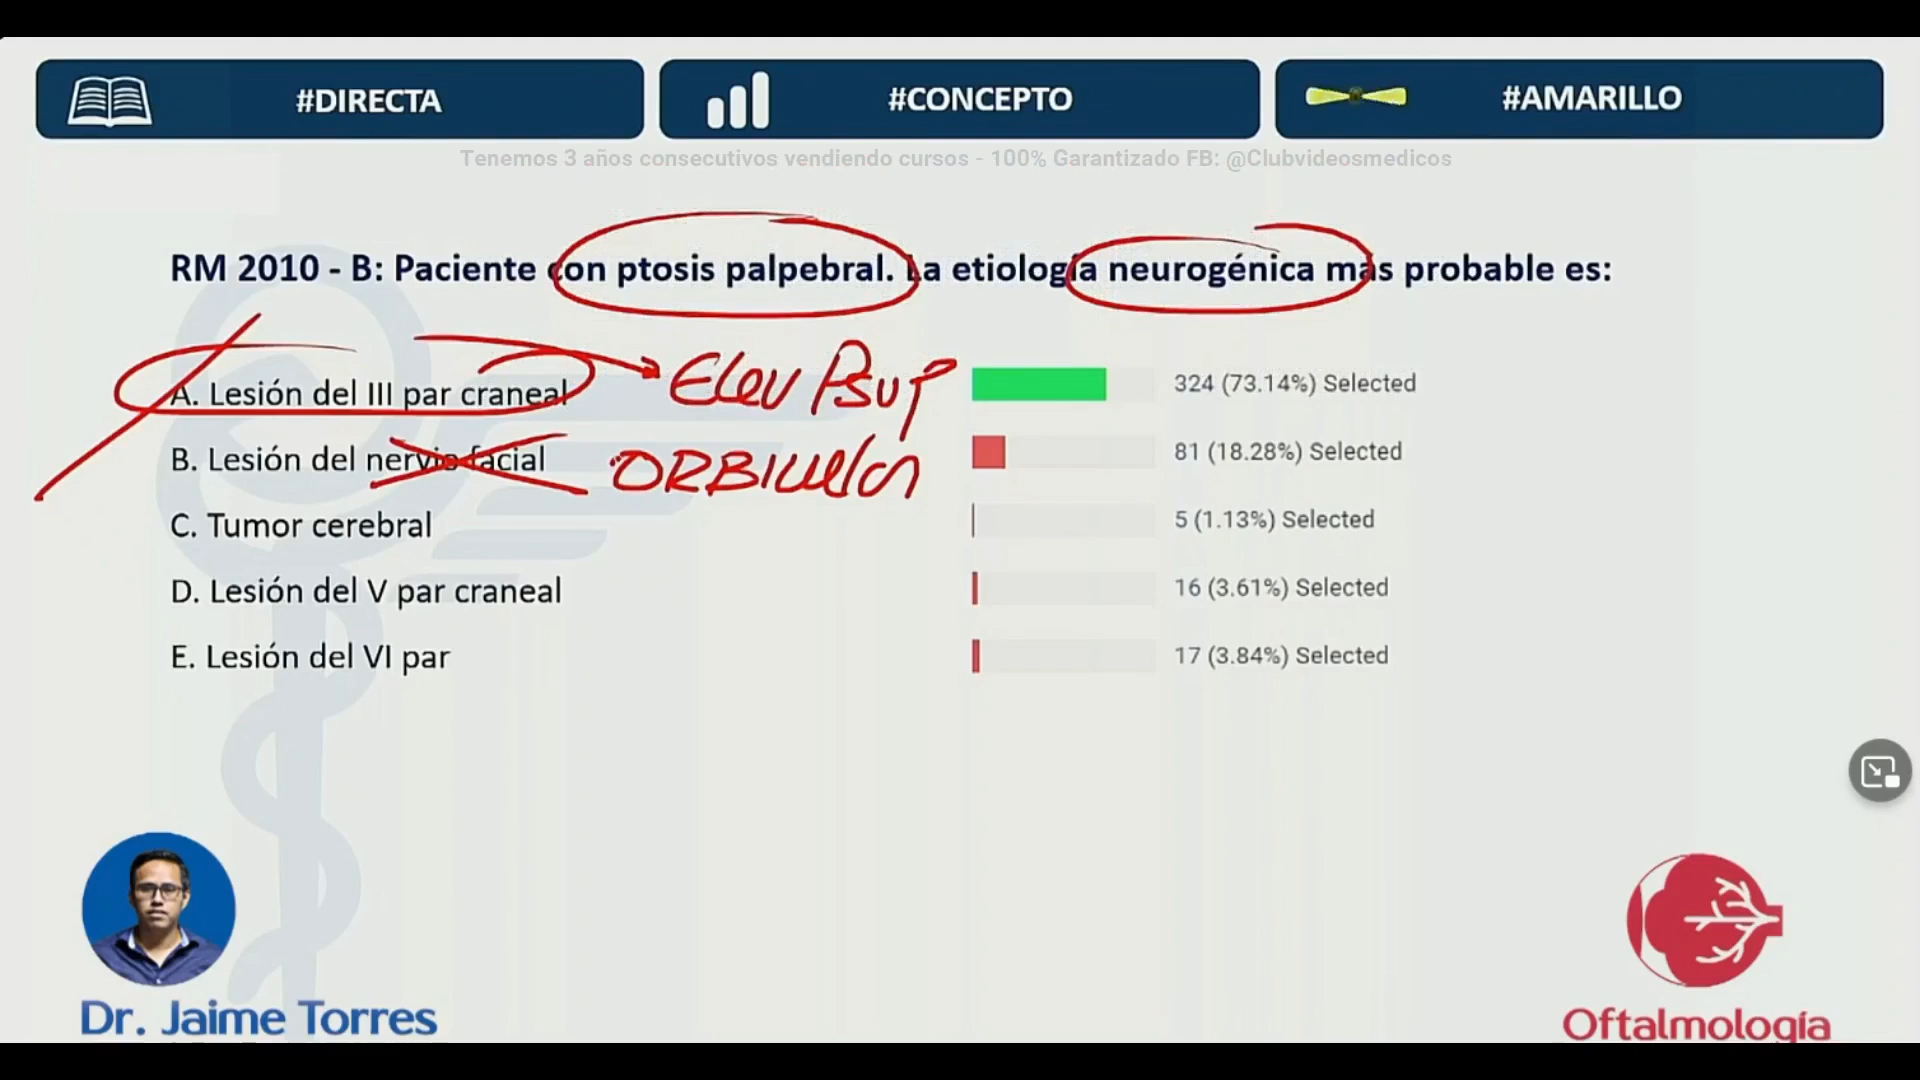 #DIRECTA
#CONCEPTO
#AMARILLO
Tenemos 3 años consecutivos vendiendo cursos - 100% Garantizado FB: @Clubvideosmedicos
RM 2010 - B: Paciente con ptosis palpebral. La etiología neurogénica más probable es:
A. Lesión del III par craneal
Elev Psup
324 (73.14%) Selected
B. Lesión del nervio facial
ORBICULAR
81 (18.28%) Selected
C. Tumor cerebral
5 (1.13%) Selected
D. Lesión del V par craneal
16 (3.61%) Selected
E. Lesión del VI par
17 (3.84%) Selected
Dr. Jaime Torres
Oftalmología